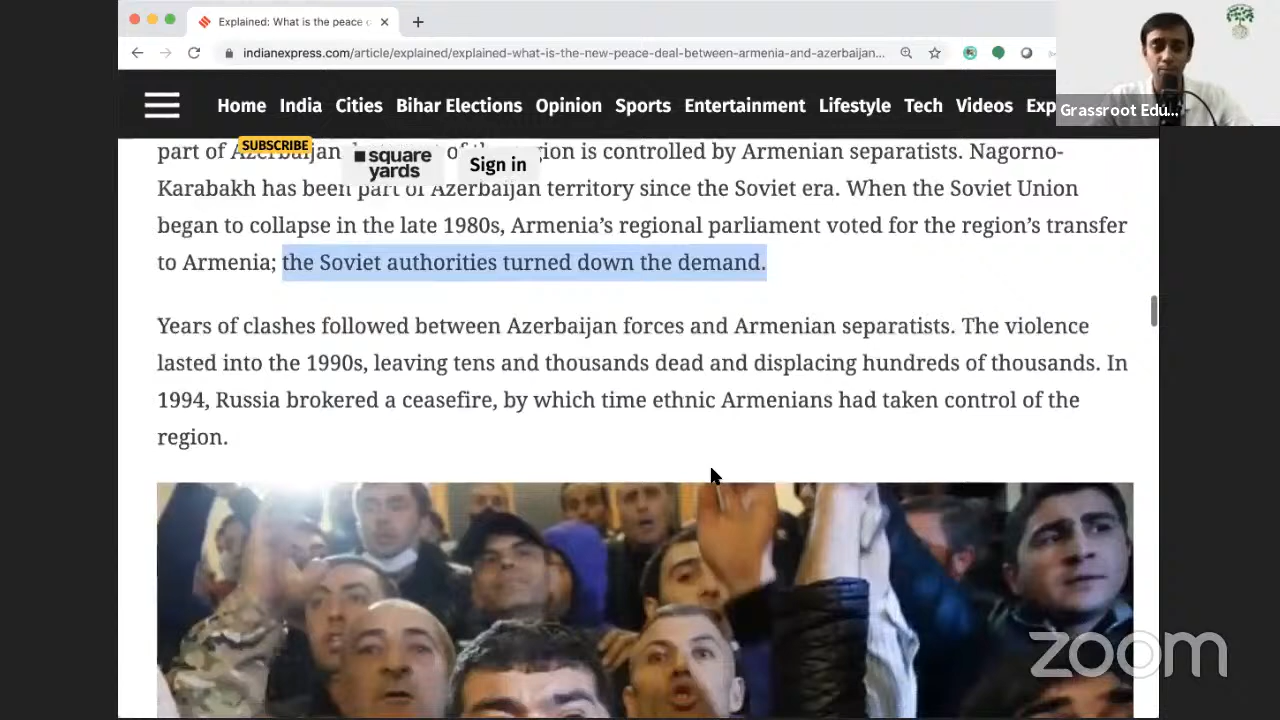 Explained: What is the peace
indianexpress.com/article/explained/explained-what-is-the-new-peace-deal-between-armenia-and-azerbaijan...
Home India Cities Bihar Elections Opinion Sports Entertainment Lifestyle Tech Videos Exp
Grassroot Edu...
SUBSCRIBE
square
yards
Sign in
part of Azerbaijan, of region is controlled by Armenian separatists. Nagorno-
Karabakh has been part of Azerbaijan territory since the Soviet era. When the Soviet Union
began to collapse in the late 1980s, Armenia’s regional parliament voted for the region’s transfer
to Armenia; the Soviet authorities turned down the demand.
Years of clashes followed between Azerbaijan forces and Armenian separatists. The violence
lasted into the 1990s, leaving tens and thousands dead and displacing hundreds of thousands. In
1994, Russia brokered a ceasefire, by which time ethnic Armenians had taken control of the
region.
zoom